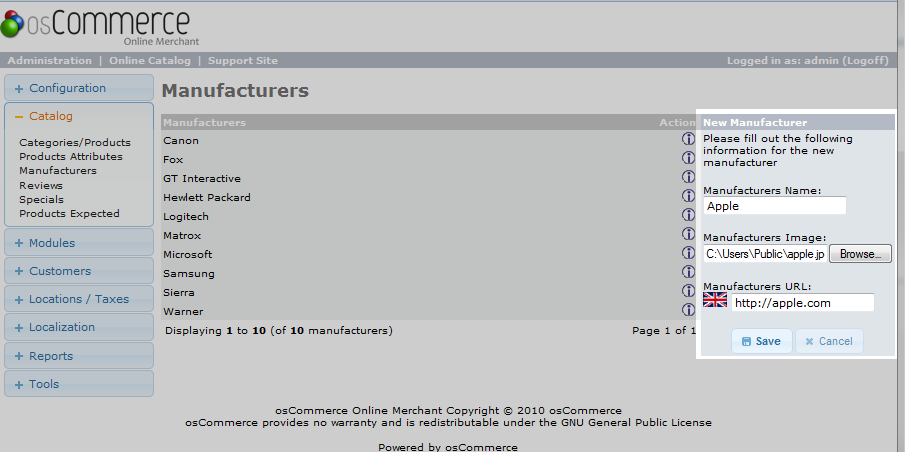 osCommerce
Online Merchant
Administration | Online Catalog | Support Site
Logged in as: admin (Logoff)
+ Configuration
– Catalog
Categories/Products
Products Attributes
Manufacturers
Reviews
Specials
Products Expected
+ Modules
+ Customers
+ Locations / Taxes
+ Localization
+ Reports
+ Tools
Manufacturers
Manufacturers Action
Canon
Fox
GT Interactive
Hewlett Packard
Logitech
Matrox
Microsoft
Samsung
Sierra
Warner
Displaying 1 to 10 (of 10 manufacturers)
Page 1 of 1
New Manufacturer
Please fill out the following
information for the new
manufacturer
Manufacturers Name:
Apple
Manufacturers Image:
C:\Users\Public\apple.jp Browse...
Manufacturers URL:
http://apple.com
Save Cancel
osCommerce Online Merchant Copyright © 2010 osCommerce
osCommerce provides no warranty and is redistributable under the GNU General Public License
Powered by osCommerce